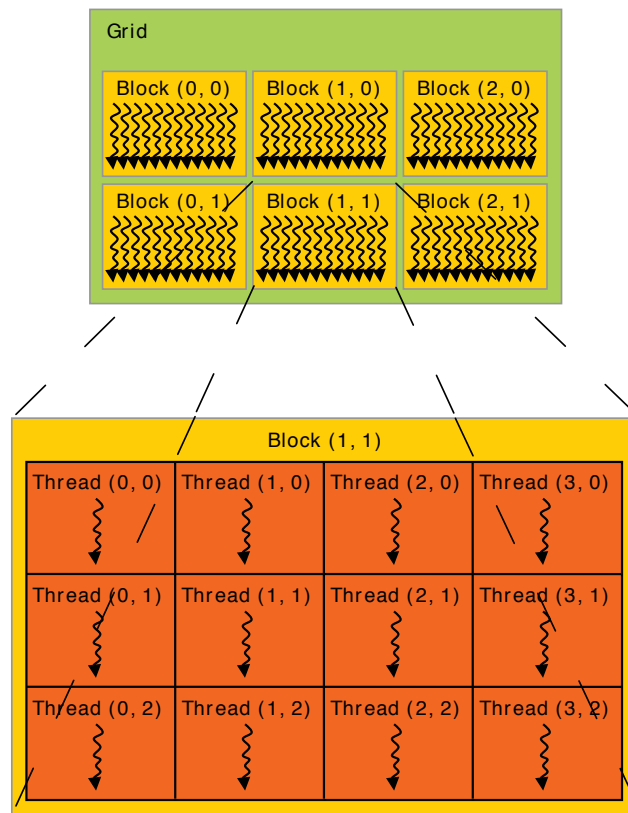 Grid
Block (0, 0) Block (1, 0) Block (2, 0)
Block (0, 1) Block (1, 1) Block (2, 1)
Block (1, 1)
Thread (0, 0) Thread (1, 0) Thread (2, 0) Thread (3, 0)
Thread (0, 1) Thread (1, 1) Thread (2, 1) Thread (3, 1)
Thread (0, 2) Thread (1, 2) Thread (2, 2) Thread (3, 2)